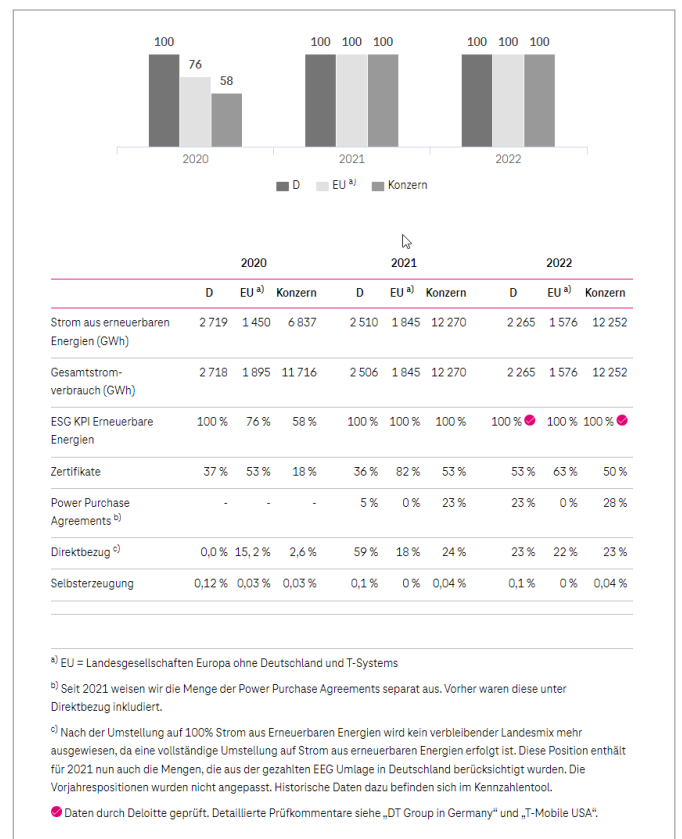 100
76
58
100 100 100
100 100 100
2020 2021 2022
D EU a) Konzern
2020 2021 2022
D EU a) Konzern D EU a) Konzern D EU a) Konzern
Strom aus erneuerbaren 2 719 1 450 6 837 2 510 1 845 12 270 2 265 1 576 12 252
Energien (GWh)
Gesamtstrom- 2 718 1 895 11 716 2 506 1 845 12 270 2 265 1 576 12 252
verbrauch (GWh)
ESG KPI Erneuerbare 100 % 76 % 58 % 100 % 100 % 100 % 100 % 100 % 100 %
Energien
Zertifikate 37 % 53 % 18 % 36 % 82 % 53 % 53 % 63 % 50 %
Power Purchase - - - 5 % 0 % 23 % 23 % 0 % 28 %
Agreements b)
Direktbezug c) 0,0 % 15, 2 % 2,6 % 59 % 18 % 24 % 23 % 22 % 23 %
Selbsterzeugung 0,12 % 0,03 % 0,03 % 0,1 % 0 % 0,04 % 0,1 % 0 % 0,04 %
a) EU = Landesgesellschaften Europa ohne Deutschland und T-Systems
b) Seit 2021 weisen wir die Menge der Power Purchase Agreements separat aus. Vorher waren diese unter
Direktbezug inkludiert.
c) Nach der Umstellung auf 100% Strom aus Erneuerbaren Energien wird kein verbleibender Landesmix mehr
ausgewiesen, da eine vollständige Umstellung auf Strom aus erneuerbaren Energien erfolgt ist. Diese Position enthält
für 2021 nun auch die Mengen, die aus der gezahlten EEG Umlage in Deutschland berücksichtigt wurden. Die
Vorjahrespositionen wurden nicht angepasst. Historische Daten dazu befinden sich im Kennzahlentool.
Daten durch Deloitte geprüft. Detaillierte Prüfkommentare siehe „DT Group in Germany“ und „T-Mobile USA“.